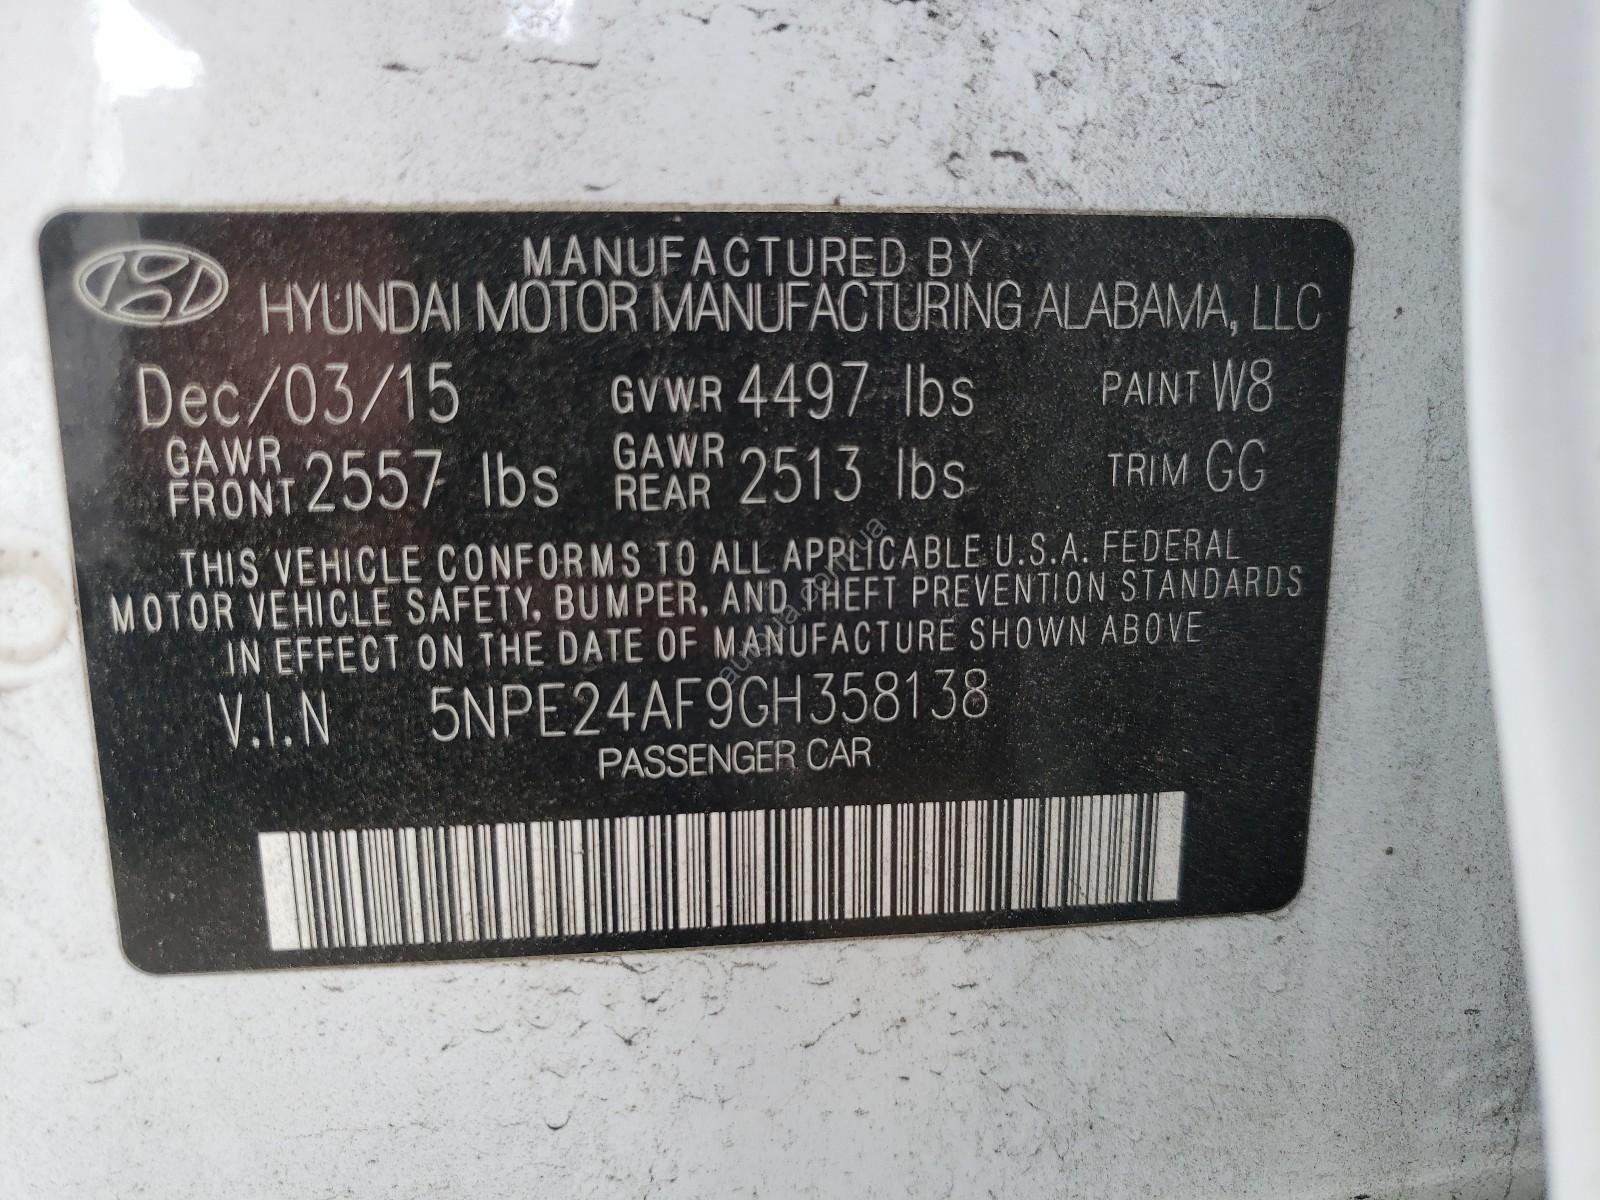 MANUFACTURED BY
HYUNDAI MOTOR MANUFACTURING ALABAMA, LLC
Dec/03/15 GVWR 4497 lbs PAINT W8
GAWR FRONT 2557 lbs GAWR REAR 2513 lbs TRIM GG
THIS VEHICLE CONFORMS TO ALL APPLICABLE U.S.A. FEDERAL
MOTOR VEHICLE SAFETY, BUMPER, AND THEFT PREVENTION STANDARDS
IN EFFECT ON THE DATE OF MANUFACTURE SHOWN ABOVE
V.I.N 5NPE24AF9GH358138
PASSENGER CAR